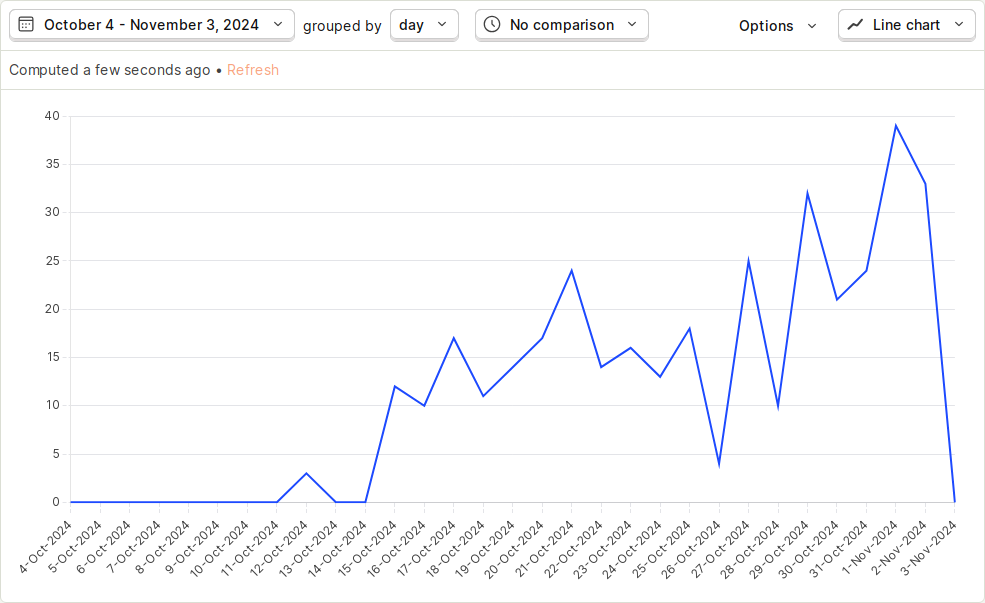 October 4 - November 3, 2024 grouped by day No comparison Options Line chart
Computed a few seconds ago • Refresh
40
35
30
25
20
15
10
5
0
4-Oct-2024
5-Oct-2024
6-Oct-2024
7-Oct-2024
8-Oct-2024
9-Oct-2024
10-Oct-2024
11-Oct-2024
12-Oct-2024
13-Oct-2024
14-Oct-2024
15-Oct-2024
16-Oct-2024
17-Oct-2024
18-Oct-2024
19-Oct-2024
20-Oct-2024
21-Oct-2024
22-Oct-2024
23-Oct-2024
24-Oct-2024
25-Oct-2024
26-Oct-2024
27-Oct-2024
28-Oct-2024
29-Oct-2024
30-Oct-2024
31-Oct-2024
1-Nov-2024
2-Nov-2024
3-Nov-2024